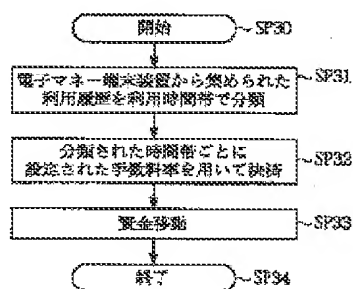 開始
SP30
電子マネー端末装置から集められた
利用履歴を利用時間帯で分類
SP31
分類された時間帯ごとに
設定された手数料率を用いて決済
SP32
資金移動
SP33
終了
SP34